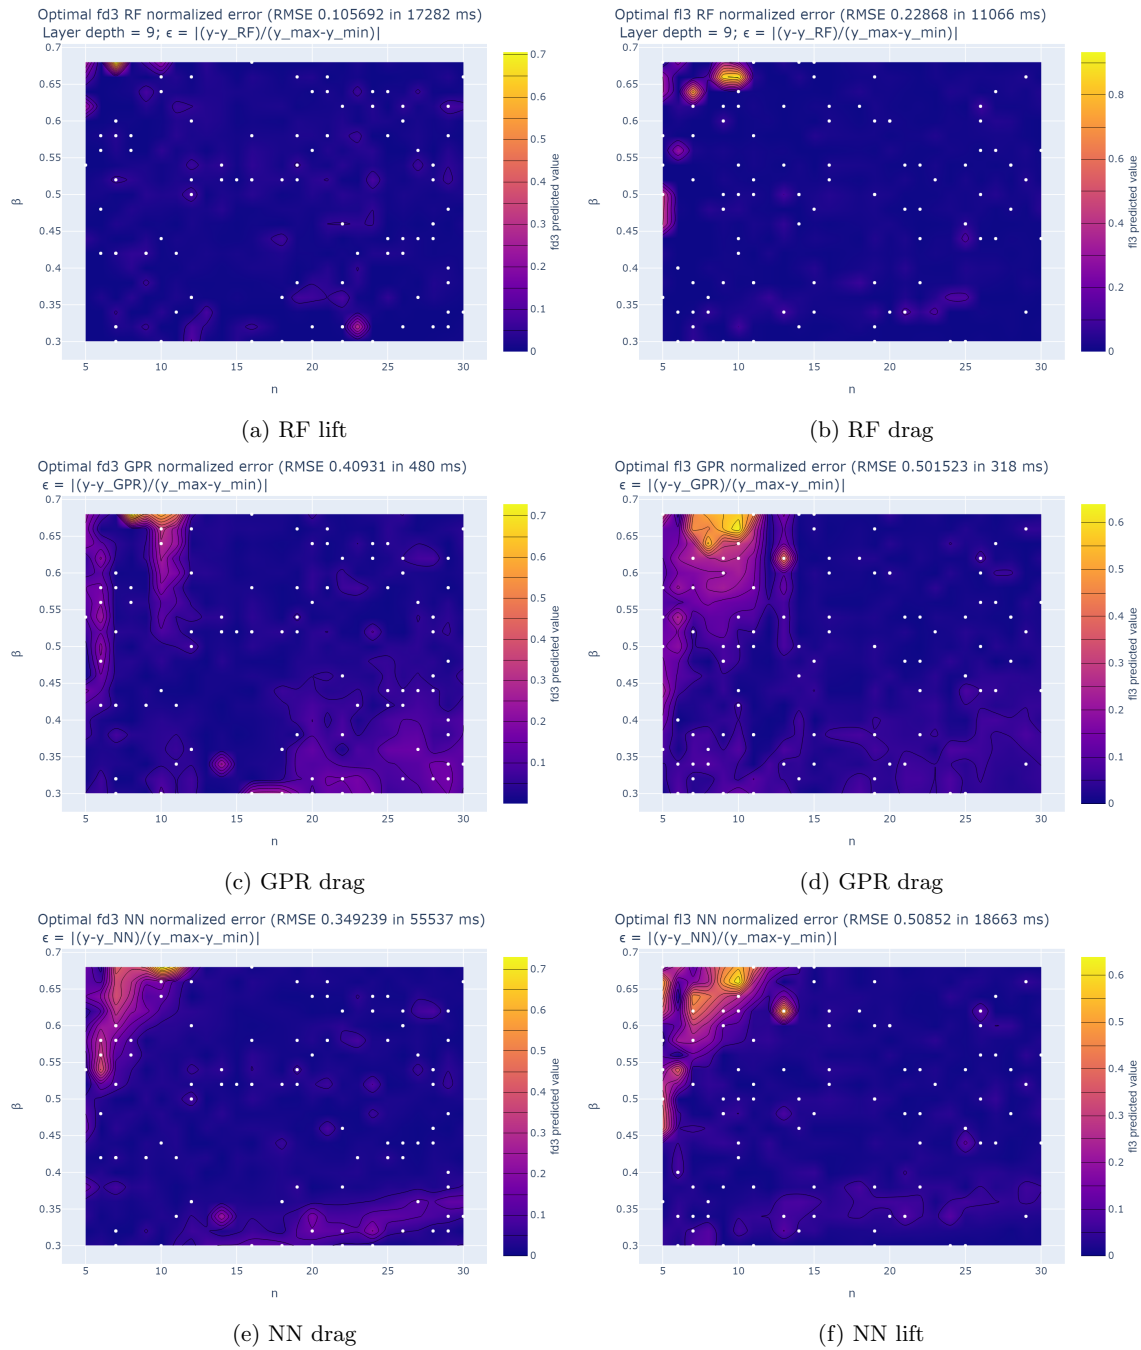 Optimal fd3 RF normalized error (RMSE 0.105692 in 17282 ms)
Layer depth = 9; ϵ = |(y-y_RF)/(y_max-y_min)|
0.7
0.65
0.6
0.55
0.5
0.45
0.4
0.35
0.3
β
5 10 15 20 25 30
n
0.7
0.6
0.5
0.4
0.3
0.2
0.1
0
fd3 predicted value
(a) RF lift
Optimal fl3 RF normalized error (RMSE 0.22868 in 11066 ms)
Layer depth = 9; ϵ = |(y-y_RF)/(y_max-y_min)|
0.7
0.65
0.6
0.55
0.5
0.45
0.4
0.35
0.3
β
5 10 15 20 25 30
n
0.8
0.6
0.4
0.2
0
fl3 predicted value
(b) RF drag
Optimal fd3 GPR normalized error (RMSE 0.40931 in 480 ms)
ϵ = |(y-y_GPR)/(y_max-y_min)|
0.7
0.65
0.6
0.55
0.5
0.45
0.4
0.35
0.3
β
5 10 15 20 25 30
n
0.7
0.6
0.5
0.4
0.3
0.2
0.1
fd3 predicted value
(c) GPR drag
Optimal fl3 GPR normalized error (RMSE 0.501523 in 318 ms)
ϵ = |(y-y_GPR)/(y_max-y_min)|
0.7
0.65
0.6
0.55
0.5
0.45
0.4
0.35
0.3
β
5 10 15 20 25 30
n
0.6
0.5
0.4
0.3
0.2
0.1
0
fl3 predicted value
(d) GPR drag
Optimal fd3 NN normalized error (RMSE 0.349239 in 55537 ms)
ϵ = |(y-y_NN)/(y_max-y_min)|
0.7
0.65
0.6
0.55
0.5
0.45
0.4
0.35
0.3
β
5 10 15 20 25 30
n
0.7
0.6
0.5
0.4
0.3
0.2
0.1
0
fd3 predicted value
(e) NN drag
Optimal fl3 NN normalized error (RMSE 0.50852 in 18663 ms)
ϵ = |(y-y_NN)/(y_max-y_min)|
0.7
0.65
0.6
0.55
0.5
0.45
0.4
0.35
0.3
β
5 10 15 20 25 30
n
0.6
0.5
0.4
0.3
0.2
0.1
0
fl3 predicted value
(f) NN lift